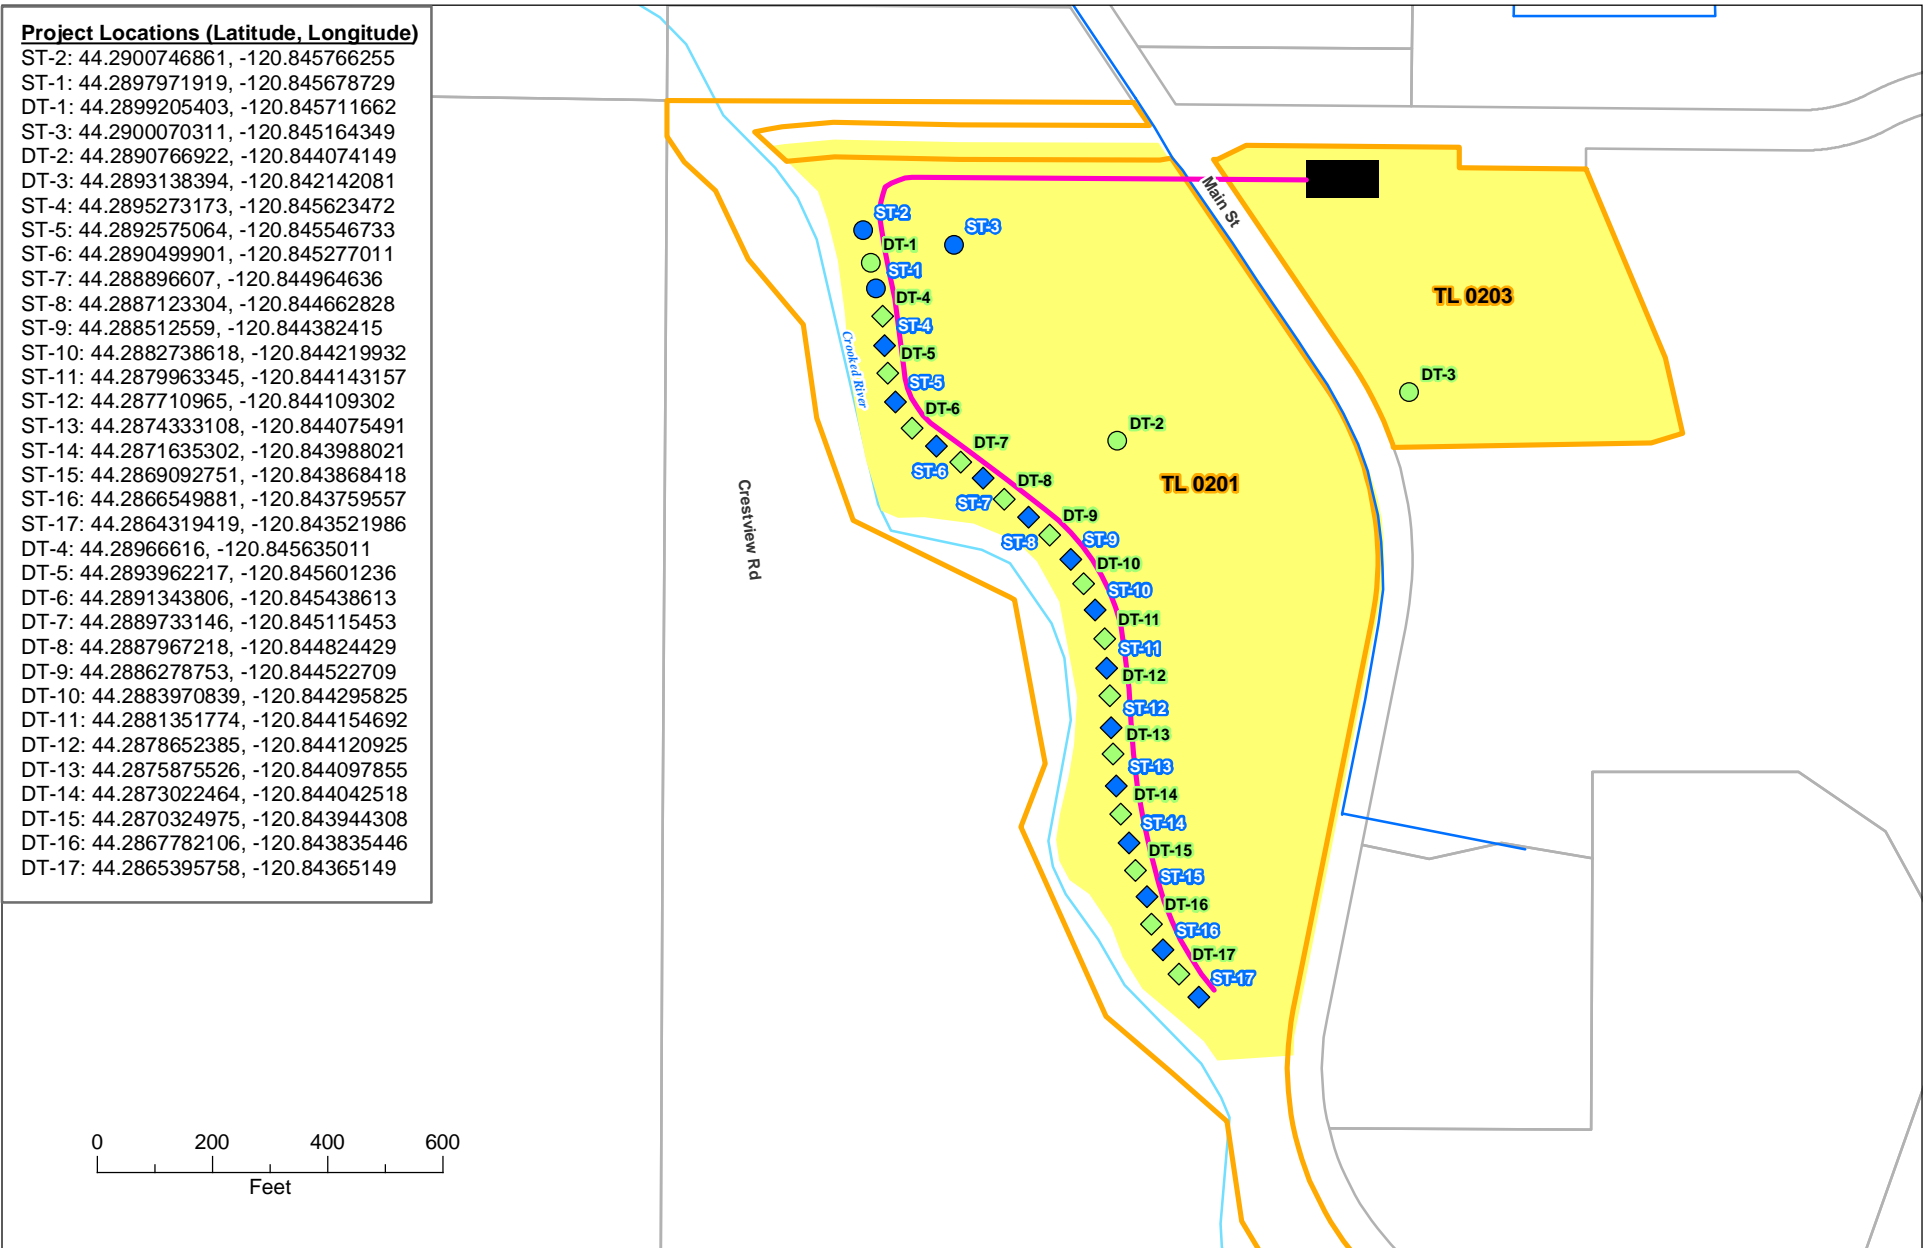 Project Locations (Latitude, Longitude)
ST-2: 44.2900746861, -120.845766255
ST-1: 44.2897971919, -120.845678729
DT-1: 44.2899205403, -120.845711662
ST-3: 44.2900070311, -120.845164349
DT-2: 44.2890766922, -120.844074149
DT-3: 44.2893138394, -120.842142081
ST-4: 44.2895273173, -120.845623472
ST-5: 44.2892575064, -120.845546733
ST-6: 44.2890499901, -120.845277011
ST-7: 44.288896607, -120.844964636
ST-8: 44.2887123304, -120.844662828
ST-9: 44.288512559, -120.844382415
ST-10: 44.2882738618, -120.844219932
ST-11: 44.2879963345, -120.844143157
ST-12: 44.287710965, -120.844109302
ST-13: 44.2874333108, -120.844075491
ST-14: 44.2871635302, -120.843988021
ST-15: 44.2869092751, -120.843868418
ST-16: 44.2866549881, -120.843759557
ST-17: 44.2864319419, -120.843521986
DT-4: 44.28966616, -120.845635011
DT-5: 44.2893962217, -120.845601236
DT-6: 44.2891343806, -120.845438613
DT-7: 44.2889733146, -120.845115453
DT-8: 44.2887967218, -120.844824429
DT-9: 44.2886278753, -120.844522709
DT-10: 44.2883970839, -120.844295825
DT-11: 44.2881351774, -120.844154692
DT-12: 44.2878652385, -120.844120925
DT-13: 44.2875875526, -120.844097855
DT-14: 44.2873022464, -120.844042518
DT-15: 44.2870324975, -120.843944308
DT-16: 44.2867782106, -120.843835446
DT-17: 44.2865395758, -120.84365149
Main St
ST-2
ST-3
DT-1
ST-1
DT-4
TL 0203
ST-4
DT-5
Crooked River
DT-3
ST-5
DT-6
DT-2
DT-7
ST-6
DT-8
TL 0201
ST-7
DT-9
Crestview Rd
ST-8
ST-9
DT-10
ST-10
DT-11
ST-11
DT-12
ST-12
DT-13
ST-13
DT-14
ST-14
DT-15
ST-15
DT-16
ST-16
DT-17
ST-17
0 200 400 600
Feet